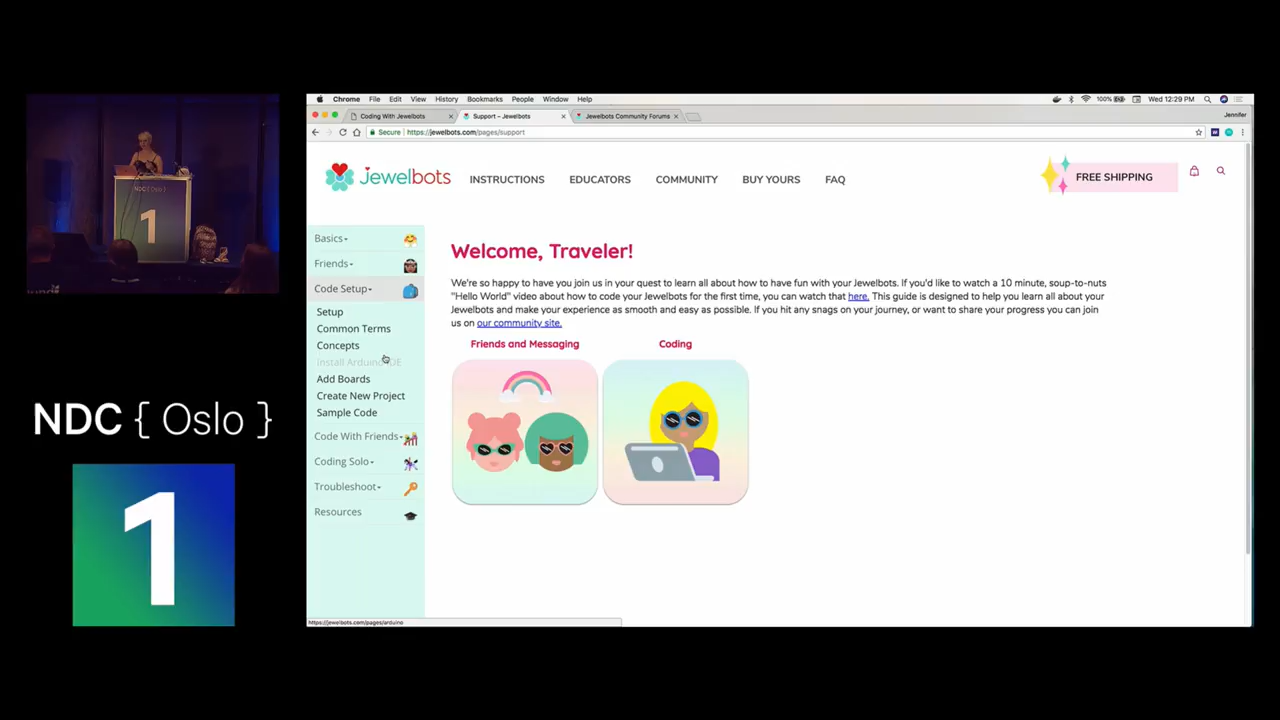 Chrome File Edit View History Bookmarks People Window Help
100% Wed 12:29 PM
Coding With Jewelbots
Support – Jewelbots
Jewelbots Community Forums
Jennifer
Secure https://jewelbots.com/pages/support
Jewelbots
INSTRUCTIONS EDUCATORS COMMUNITY BUY YOURS FAQ
FREE SHIPPING
Basics
Friends
Code Setup
Setup
Common Terms
Concepts
Install Arduino IDE
Add Boards
Create New Project
Sample Code
Code With Friends
Coding Solo
Troubleshoot
Resources
Welcome, Traveler!
We're so happy to have you join us in your quest to learn all about how to have fun with your Jewelbots. If you'd like to watch a 10 minute, soup-to-nuts
"Hello World" video about how to code your Jewelbots for the first time, you can watch that here. This guide is designed to help you learn all about your
Jewelbots and make your experience as smooth and easy as possible. If you hit any snags on your journey, or want to share your progress you can join
us on our community site.
Friends and Messaging
Coding
https://jewelbots.com/pages/arduino
NDC { Oslo }
1
NDC { Oslo }
1